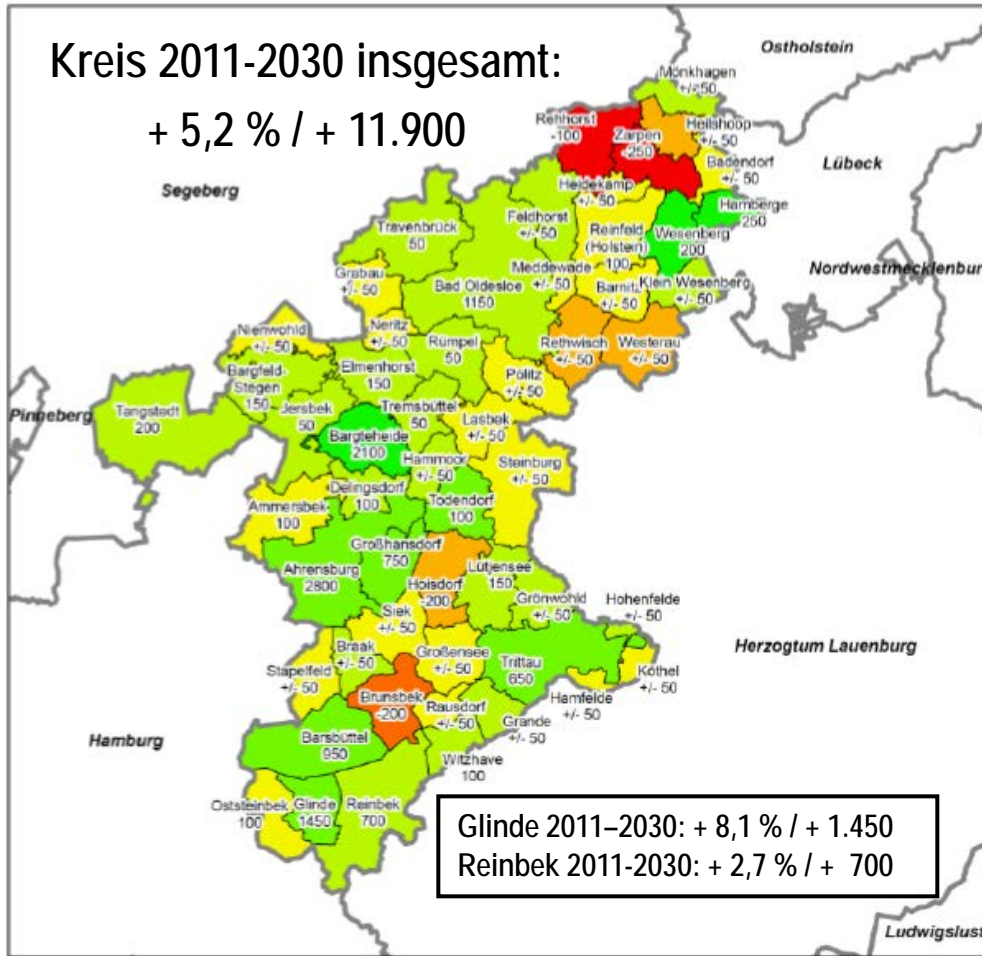 Kreis 2011-2030 insgesamt:
+ 5,2 % / + 11.900
Ostholstein
Mönkhagen
+/- 50
Rehhorst
-100
Zarpen
-250
Heilshoop
+/- 50
Badendorf
+/- 50
Lübeck
Segeberg
Heidekamp
+/- 50
Hamberge
250
Travenbrück
50
Feldhorst
+/- 50
Reinfeld
(Holstein)
100
Wesenberg
200
Nordwestmecklenbur
Grabau
+/- 50
Meddewade
+/- 50
Bad Oldesloe
1150
Barnitz
+/- 50
Klein Wesenberg
+/- 50
Nienwohld
+/- 50
Neritz
+/- 50
Rümpel
50
Rethwisch
+/- 50
Westerau
+/- 50
Bargfeld-
Stegen
150
Elmenhorst
150
Pölitz
+/- 50
Pinneberg
Tangstedt
200
Jersbek
50
Tremsbüttel
50
Lasbek
+/- 50
Bargteheide
2100
Hammoor
+/- 50
Steinburg
+/- 50
Delingsdorf
100
Todendorf
100
Ammersbek
100
Großhansdorf
750
Ahrensburg
2800
Hoisdorf
-200
Lütjensee
150
Grönwohld
+/- 50
Hohenfelde
+/- 50
Siek
+/- 50
Braak
+/- 50
Großensee
+/- 50
Trittau
650
Köthel
+/- 50
Herzogtum Lauenburg
Stapelfeld
+/- 50
Hamfelde
+/- 50
Brunsbek
-200
Rausdorf
+/- 50
Grande
+/- 50
Hamburg
Barsbüttel
950
Witzhave
100
Oststeinbek
100
Glinde
1450
Reinbek
700
Glinde 2011–2030: + 8,1 % / + 1.450
Reinbek 2011-2030: + 2,7 % / + 700
Ludwigslust